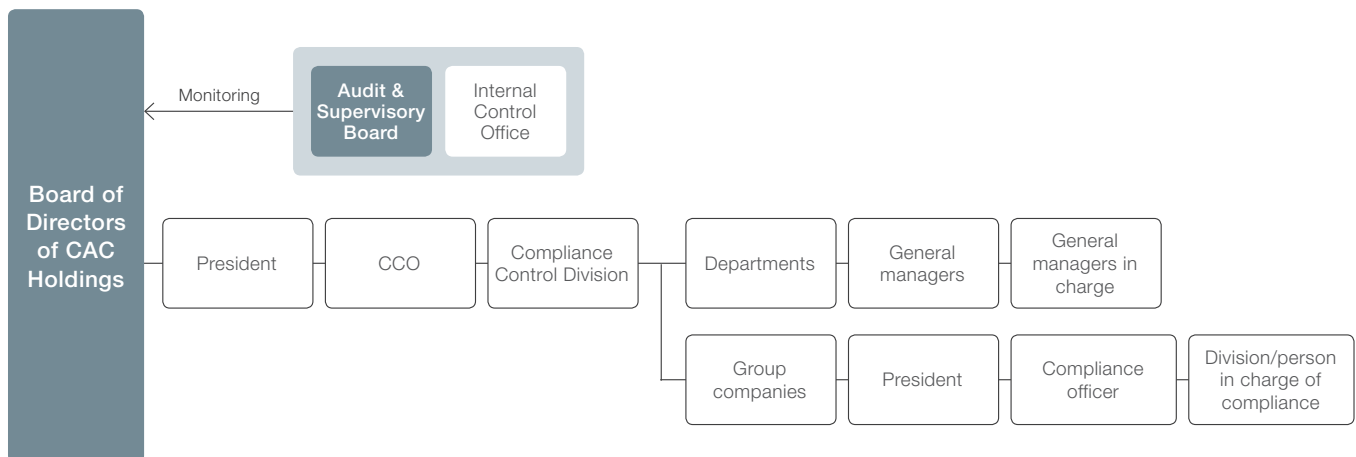 Board of
Directors
of CAC
Holdings
Monitoring
Audit &
Supervisory
Board
Internal
Control
Office
President
CCO
Compliance
Control Division
Departments
General
managers
General
managers in
charge
Group
companies
President
Compliance
officer
Division/person
in charge of
compliance